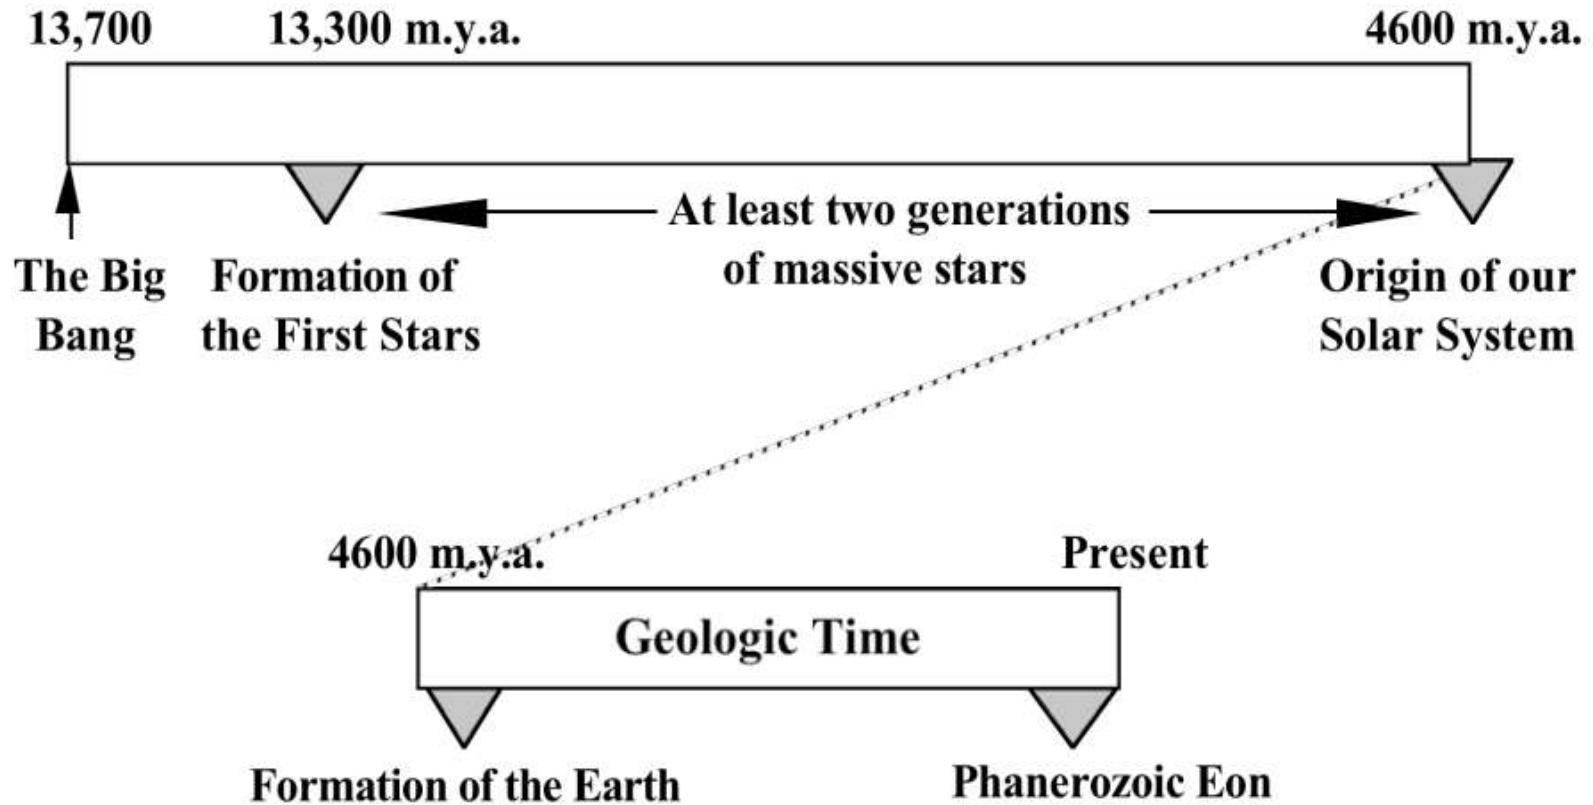 13,700 13,300 m.y.a. 4600 m.y.a.
At least two generations
of massive stars
The Big Formation of Origin of our
Bang the First Stars Solar System
4600 m.y.a. Present
Geologic Time
Formation of the Earth Phanerozoic Eon